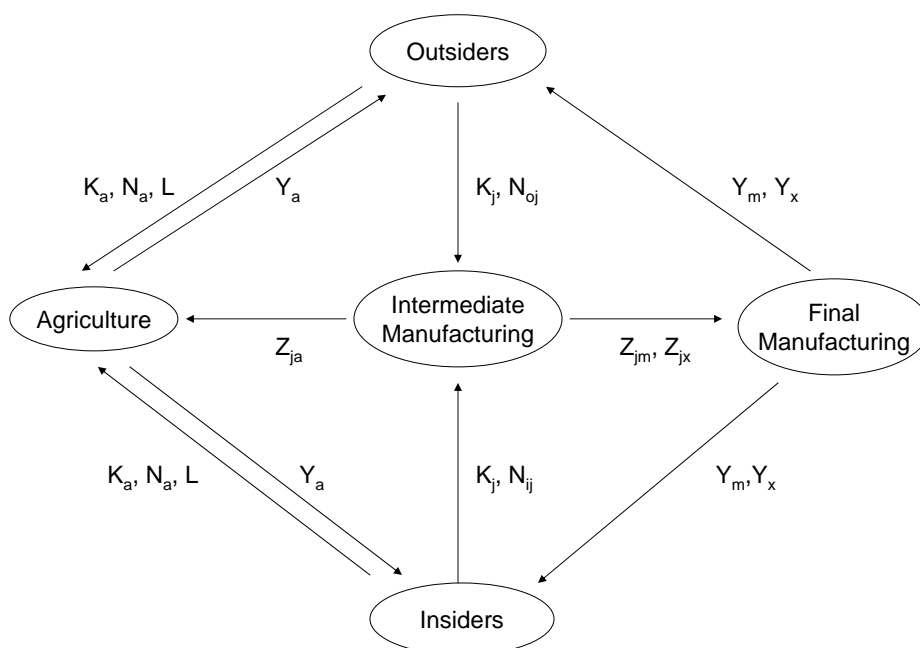 Outsiders
Kₐ, Nₐ, L
Yₐ
Kⱼ, Nₒⱼ
Yₘ, Yₓ
Agriculture
Intermediate
Manufacturing
Final
Manufacturing
Zⱼₐ
Zⱼₘ, Zⱼₓ
Kₐ, Nₐ, L
Yₐ
Kⱼ, Nᵢⱼ
Yₘ,Yₓ
Insiders